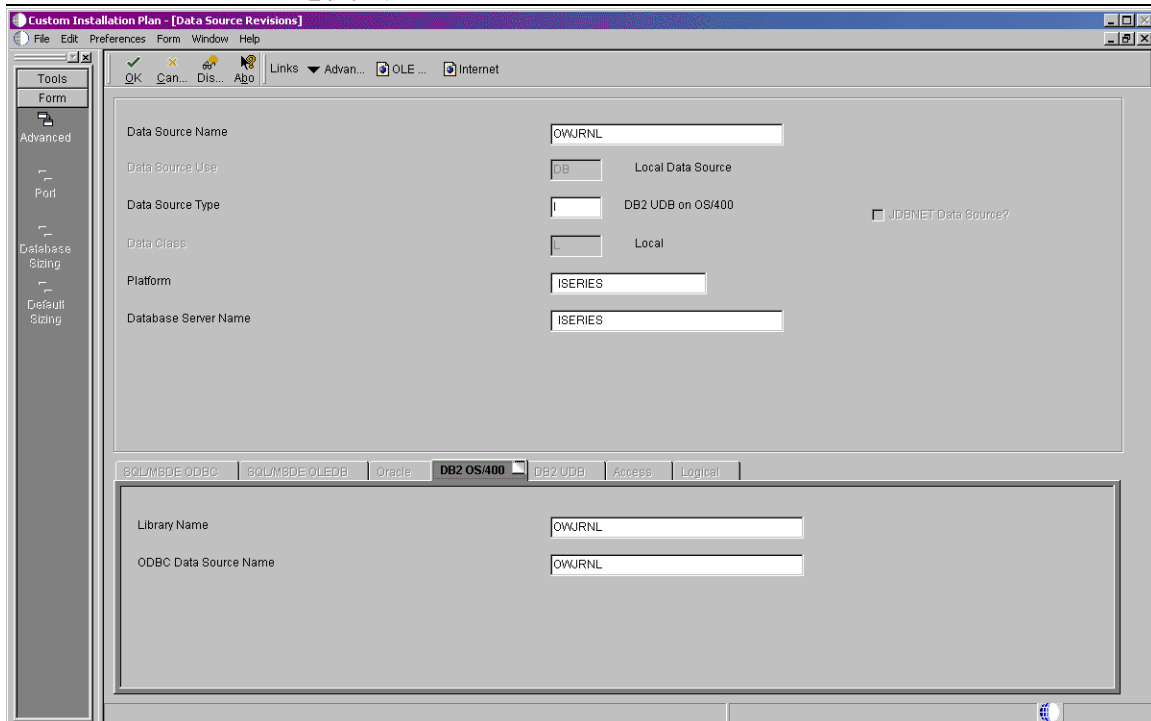 Custom Installation Plan - [Data Source Revisions]
File Edit Preferences Form Window Help
OK Can... Dis... Abo Links Advan... OLE ... Internet
Tools
Form
Advanced
Port
Database
Sizing
Default
Sizing
Data Source Name OWJRNL
Data Source Use DB Local Data Source
Data Source Type I DB2 UDB on OS/400
JDBNET Data Source?
Data Class L Local
Platform ISERIES
Database Server Name ISERIES
SQL/MSDE ODBC SQL/MSDE OLEDB Oracle DB2 OS/400 DB2 UDB Access Logical
Library Name OWJRNL
ODBC Data Source Name OWJRNL